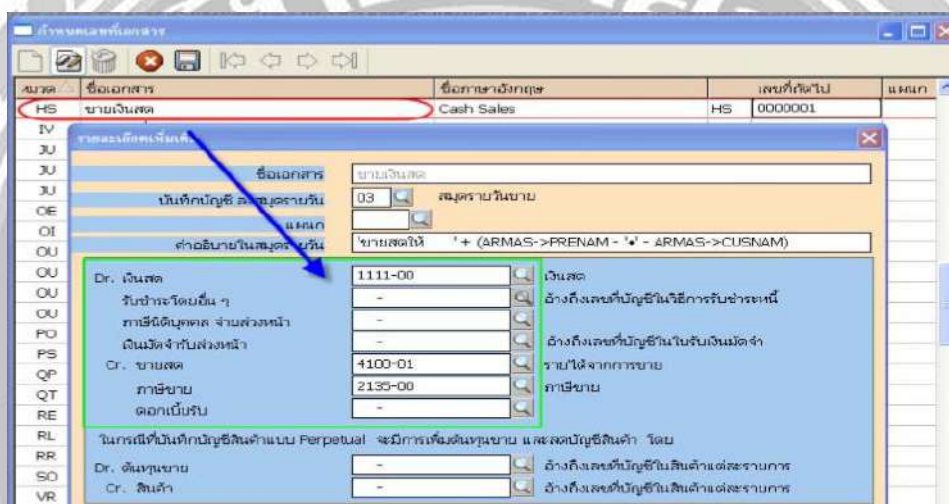 กำหนดเลขที่เอกสาร
หมวด ชื่อเอกสาร ชื่อภาษาอังกฤษ เลขที่ถัดไป แผนก
HS ขายเงินสด Cash Sales HS 0000001
IV
รายละเอียดเพิ่มเติม
JU
JU
ชื่อเอกสาร ขายเงินสด
JU
บันทึกบัญชี ลงสมุดรายวัน 03 สมุดรายวันขาย
OE
แผนก
OI
คำอธิบายในสมุดรายวัน 'ขายสดให้ ' + (ARMAS->PRENAM - '•' - ARMAS->CUSNAM)
OU
OU
Dr. เงินสด 1111-00 เงินสด
OU
รับชำระโดยอื่น ๆ - อ้างถึงเลขที่บัญชีในวิธีการรับชำระหนี้
OU
ภาษีนิติบุคคล จ่ายล่วงหน้า -
PO
เงินมัดจำรับล่วงหน้า - อ้างถึงเลขที่บัญชีในใบรับเงินมัดจำ
PS
Cr. ขายสด 4100-01 รายได้จากการขาย
QP
ภาษีขาย 2135-00 ภาษีขาย
QT
ดอกเบี้ยรับ -
RE
RL
ในกรณีที่บันทึกบัญชีสินค้าแบบ Perpetual จะมีการเพิ่มต้นทุนขาย และลดบัญชีสินค้า โดย
RR
Dr. ต้นทุนขาย - อ้างถึงเลขที่บัญชีในสินค้าแต่ละรายการ
SO
Cr. สินค้า - อ้างถึงเลขที่บัญชีในสินค้าแต่ละรายการ
VR